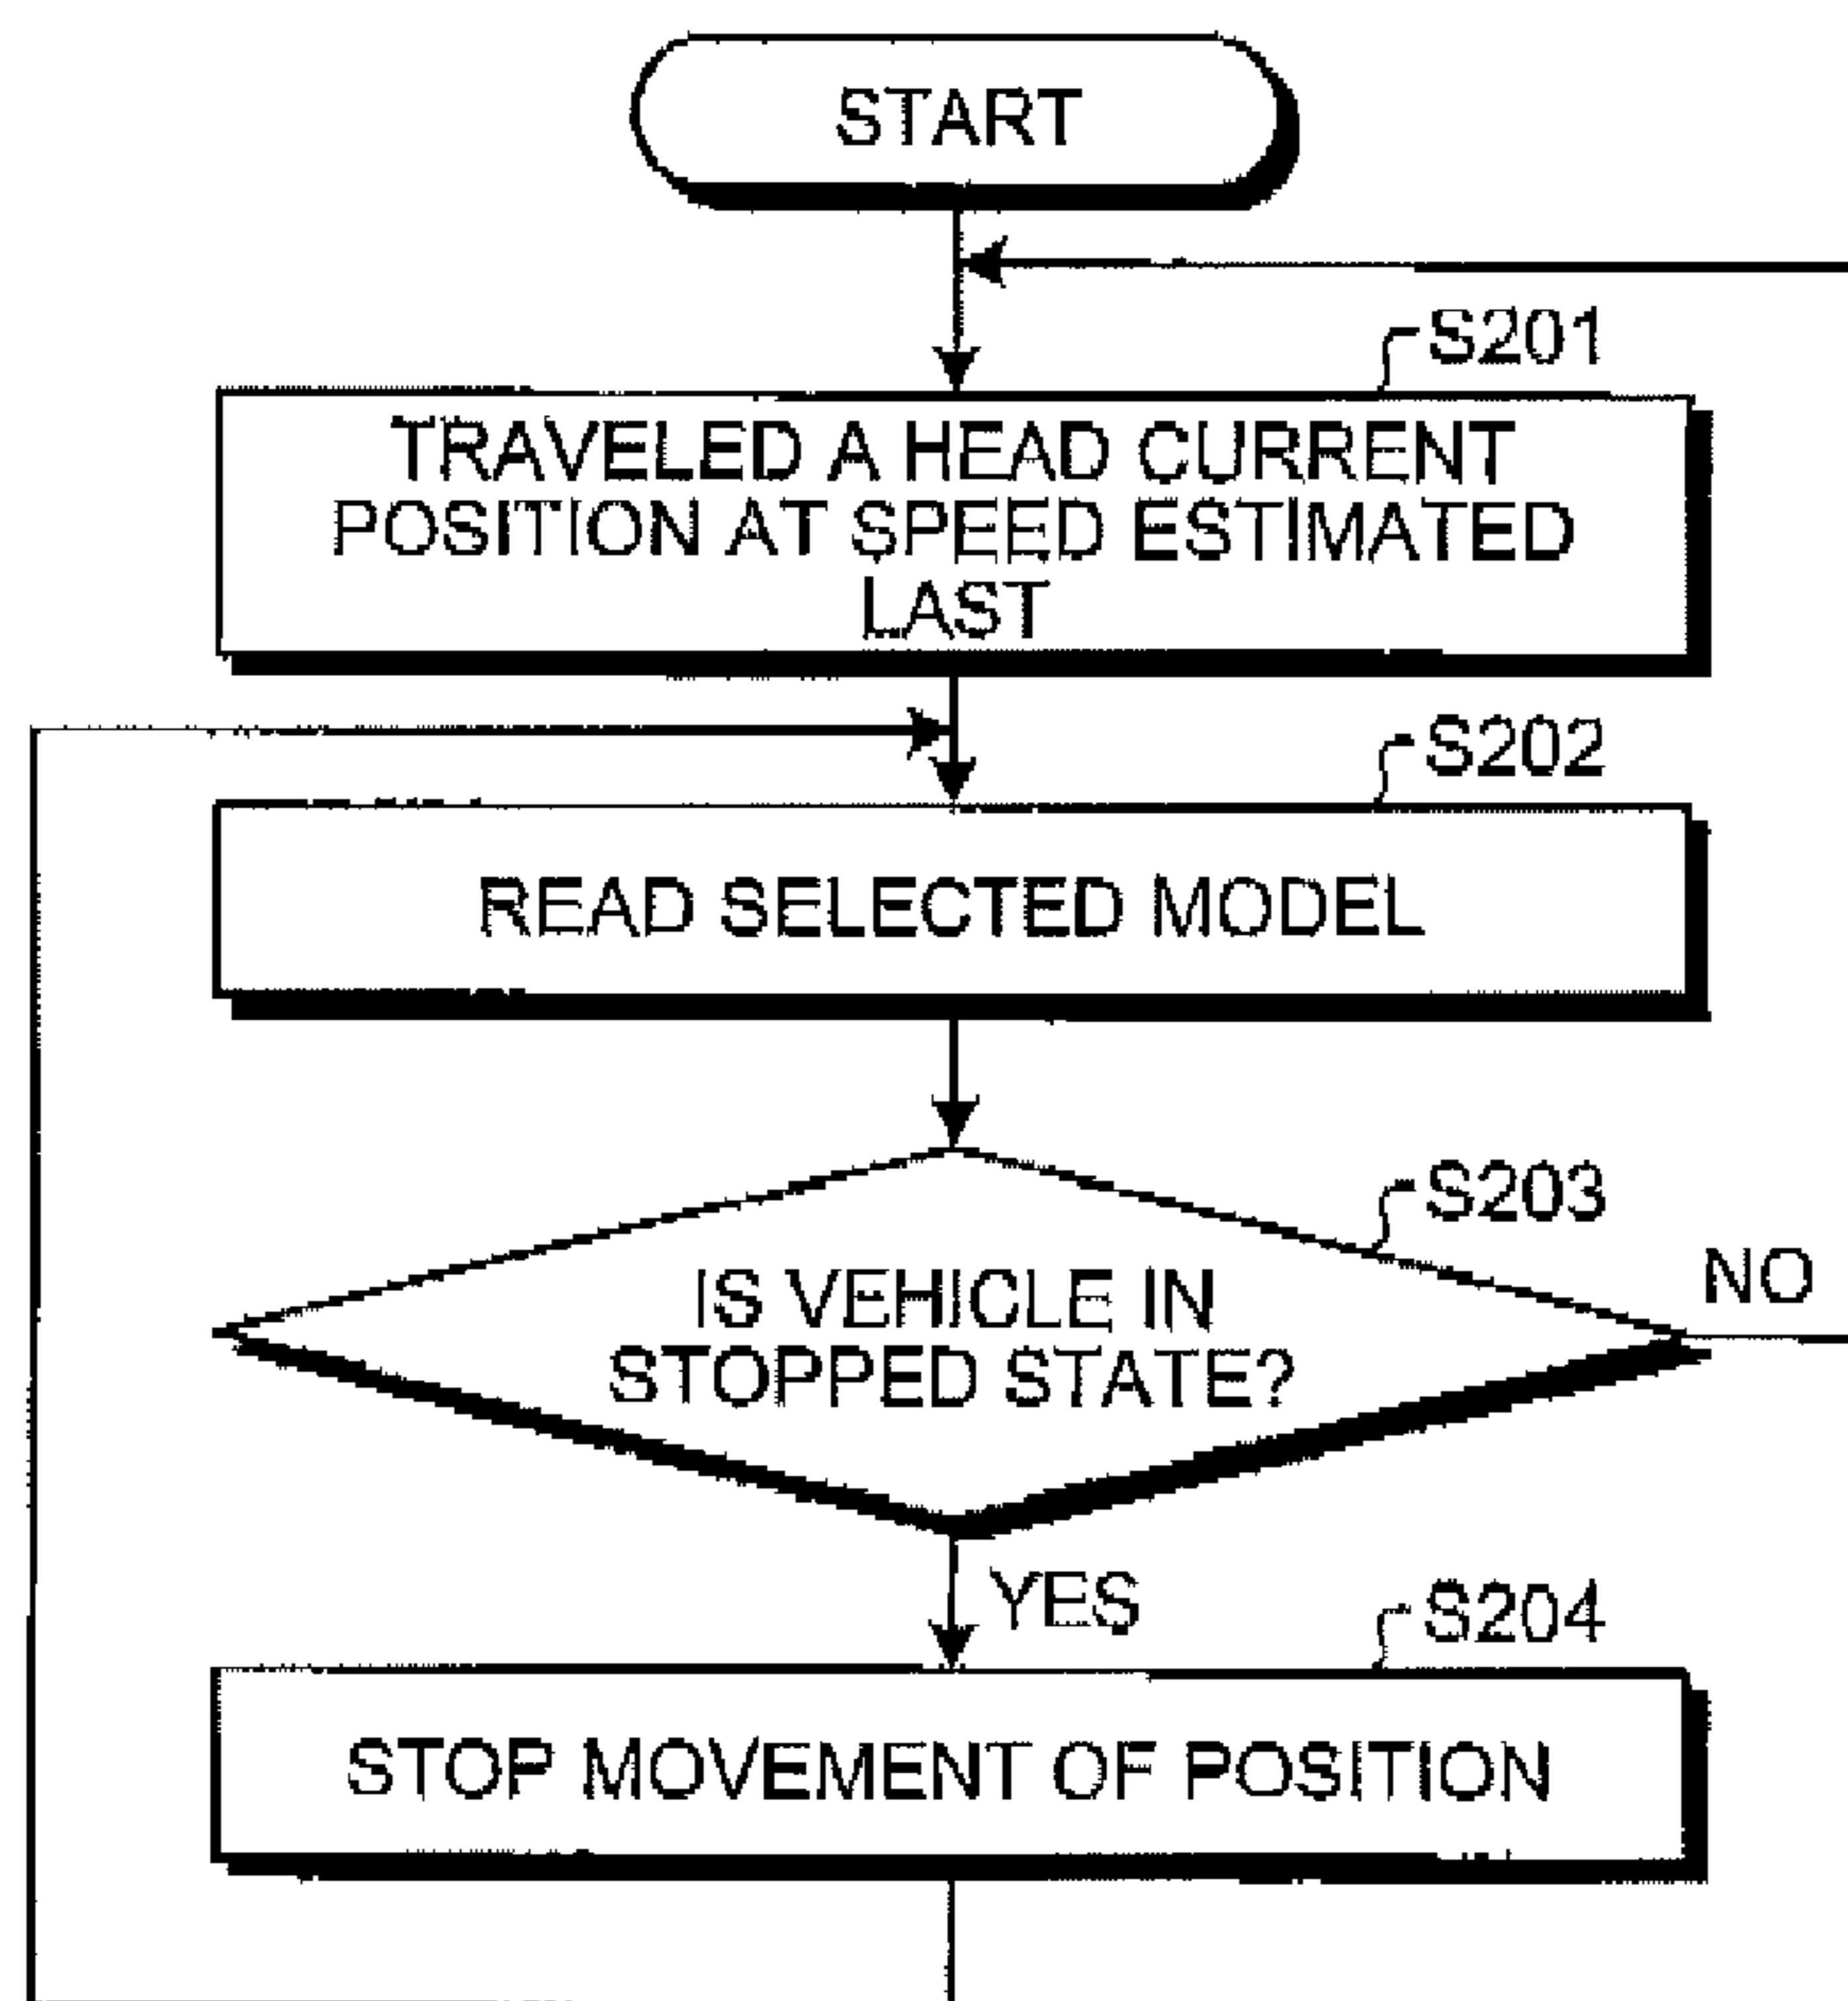 START
S201
TRAVELED A HEAD CURRENT
POSITION AT SPEED ESTIMATED
LAST
S202
READ SELECTED MODEL
S203
IS VEHICLE IN
STOPPED STATE?
NO
YES
S204
STOP MOVEMENT OF POSITION